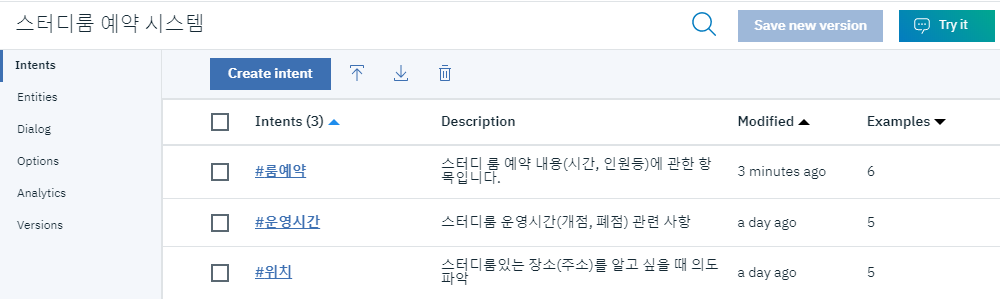 스터디룸 예약 시스템
Save new version
Try it
Intents
Entities
Dialog
Options
Analytics
Versions
Create intent
Intents (3) Description Modified Examples
#룸예약 스터디 룸 예약 내용(시간, 인원등)에 관한 항 3 minutes ago 6
목입니다.
#운영시간 스터디룸 운영시간(개점, 폐점) 관련 사항 a day ago 5
#위치 스터디룸있는 장소(주소)를 알고 싶을 때 의도 a day ago 5
파악